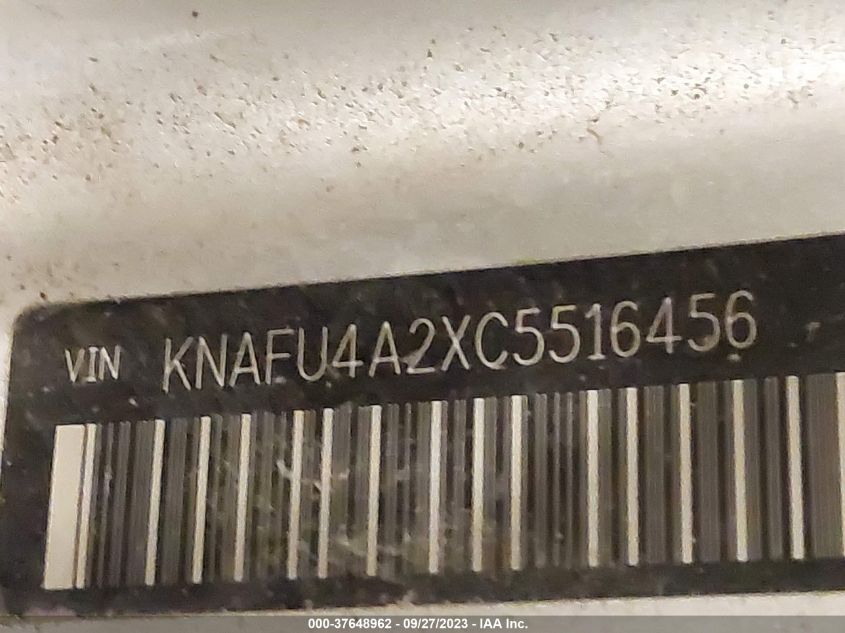 VIN KNAFU4A2XC5516456
000-37648962 - 09/27/2023 - IAA Inc.